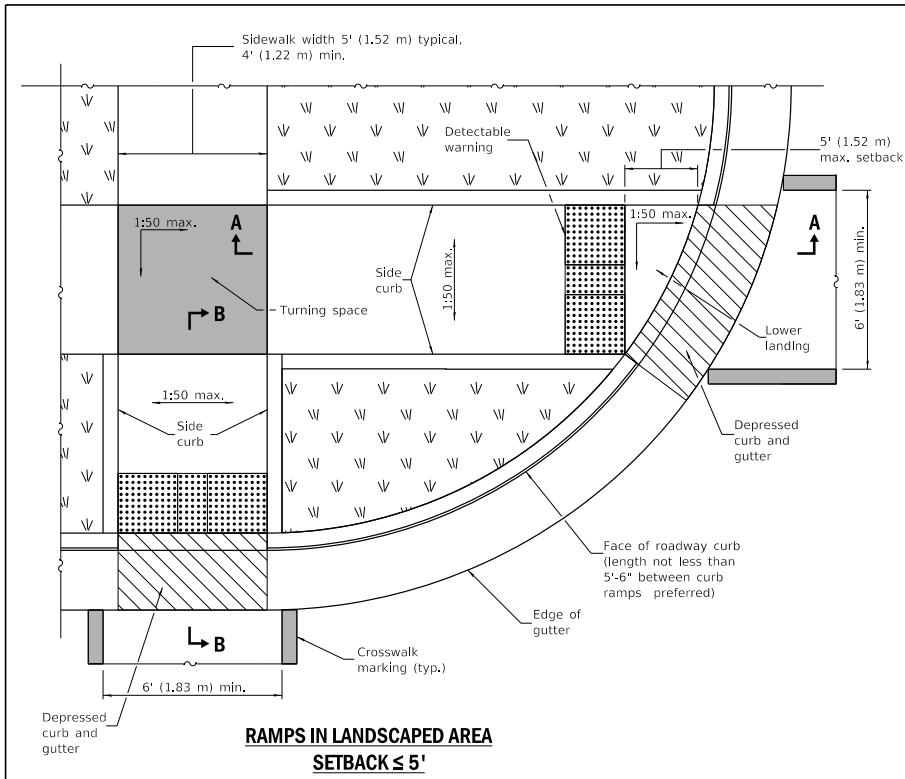 Sidewalk width 5' (1.52 m) typical,
4' (1.22 m) min.
Detectable
warning
5' (1.52 m)
max. setback
1:50 max.
A
1:50 max.
A
Side
curb
1:50 max.
6' (1.83 m) min.
B
Turning space
Lower
landing
1:50 max.
Side
curb
Depressed
curb and
gutter
Face of roadway curb
(length not less than
5'-6" between curb
ramps preferred)
Edge of
gutter
B
Crosswalk
marking (typ.)
6' (1.83 m) min.
Depressed
curb and
gutter
RAMPS IN LANDSCAPED AREA
SETBACK ≤ 5'